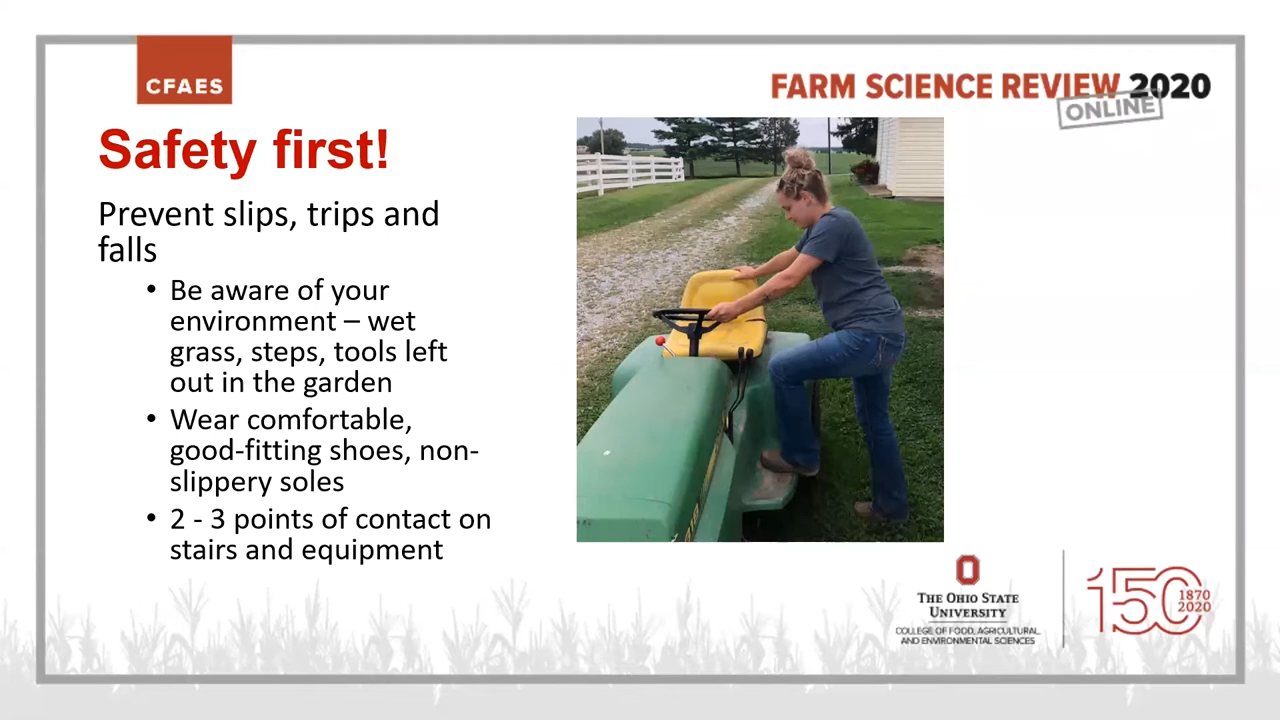 CFAES
FARM SCIENCE REVIEW 2020
ONLINE
Safety first!
Prevent slips, trips and
falls
• Be aware of your
environment – wet
grass, steps, tools left
out in the garden
• Wear comfortable,
good-fitting shoes, non-
slippery soles
• 2 - 3 points of contact on
stairs and equipment
THE OHIO STATE
UNIVERSITY
COLLEGE OF FOOD, AGRICULTURAL,
AND ENVIRONMENTAL SCIENCES
150
1870
2020